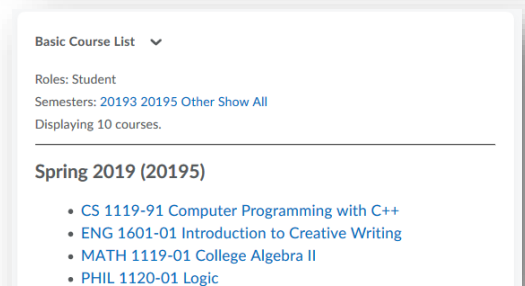 Basic Course List
Roles: Student
Semesters: 20193 20195 Other Show All
Displaying 10 courses.
Spring 2019 (20195)
• CS 1119-91 Computer Programming with C++
• ENG 1601-01 Introduction to Creative Writing
• MATH 1119-01 College Algebra II
• PHIL 1120-01 Logic